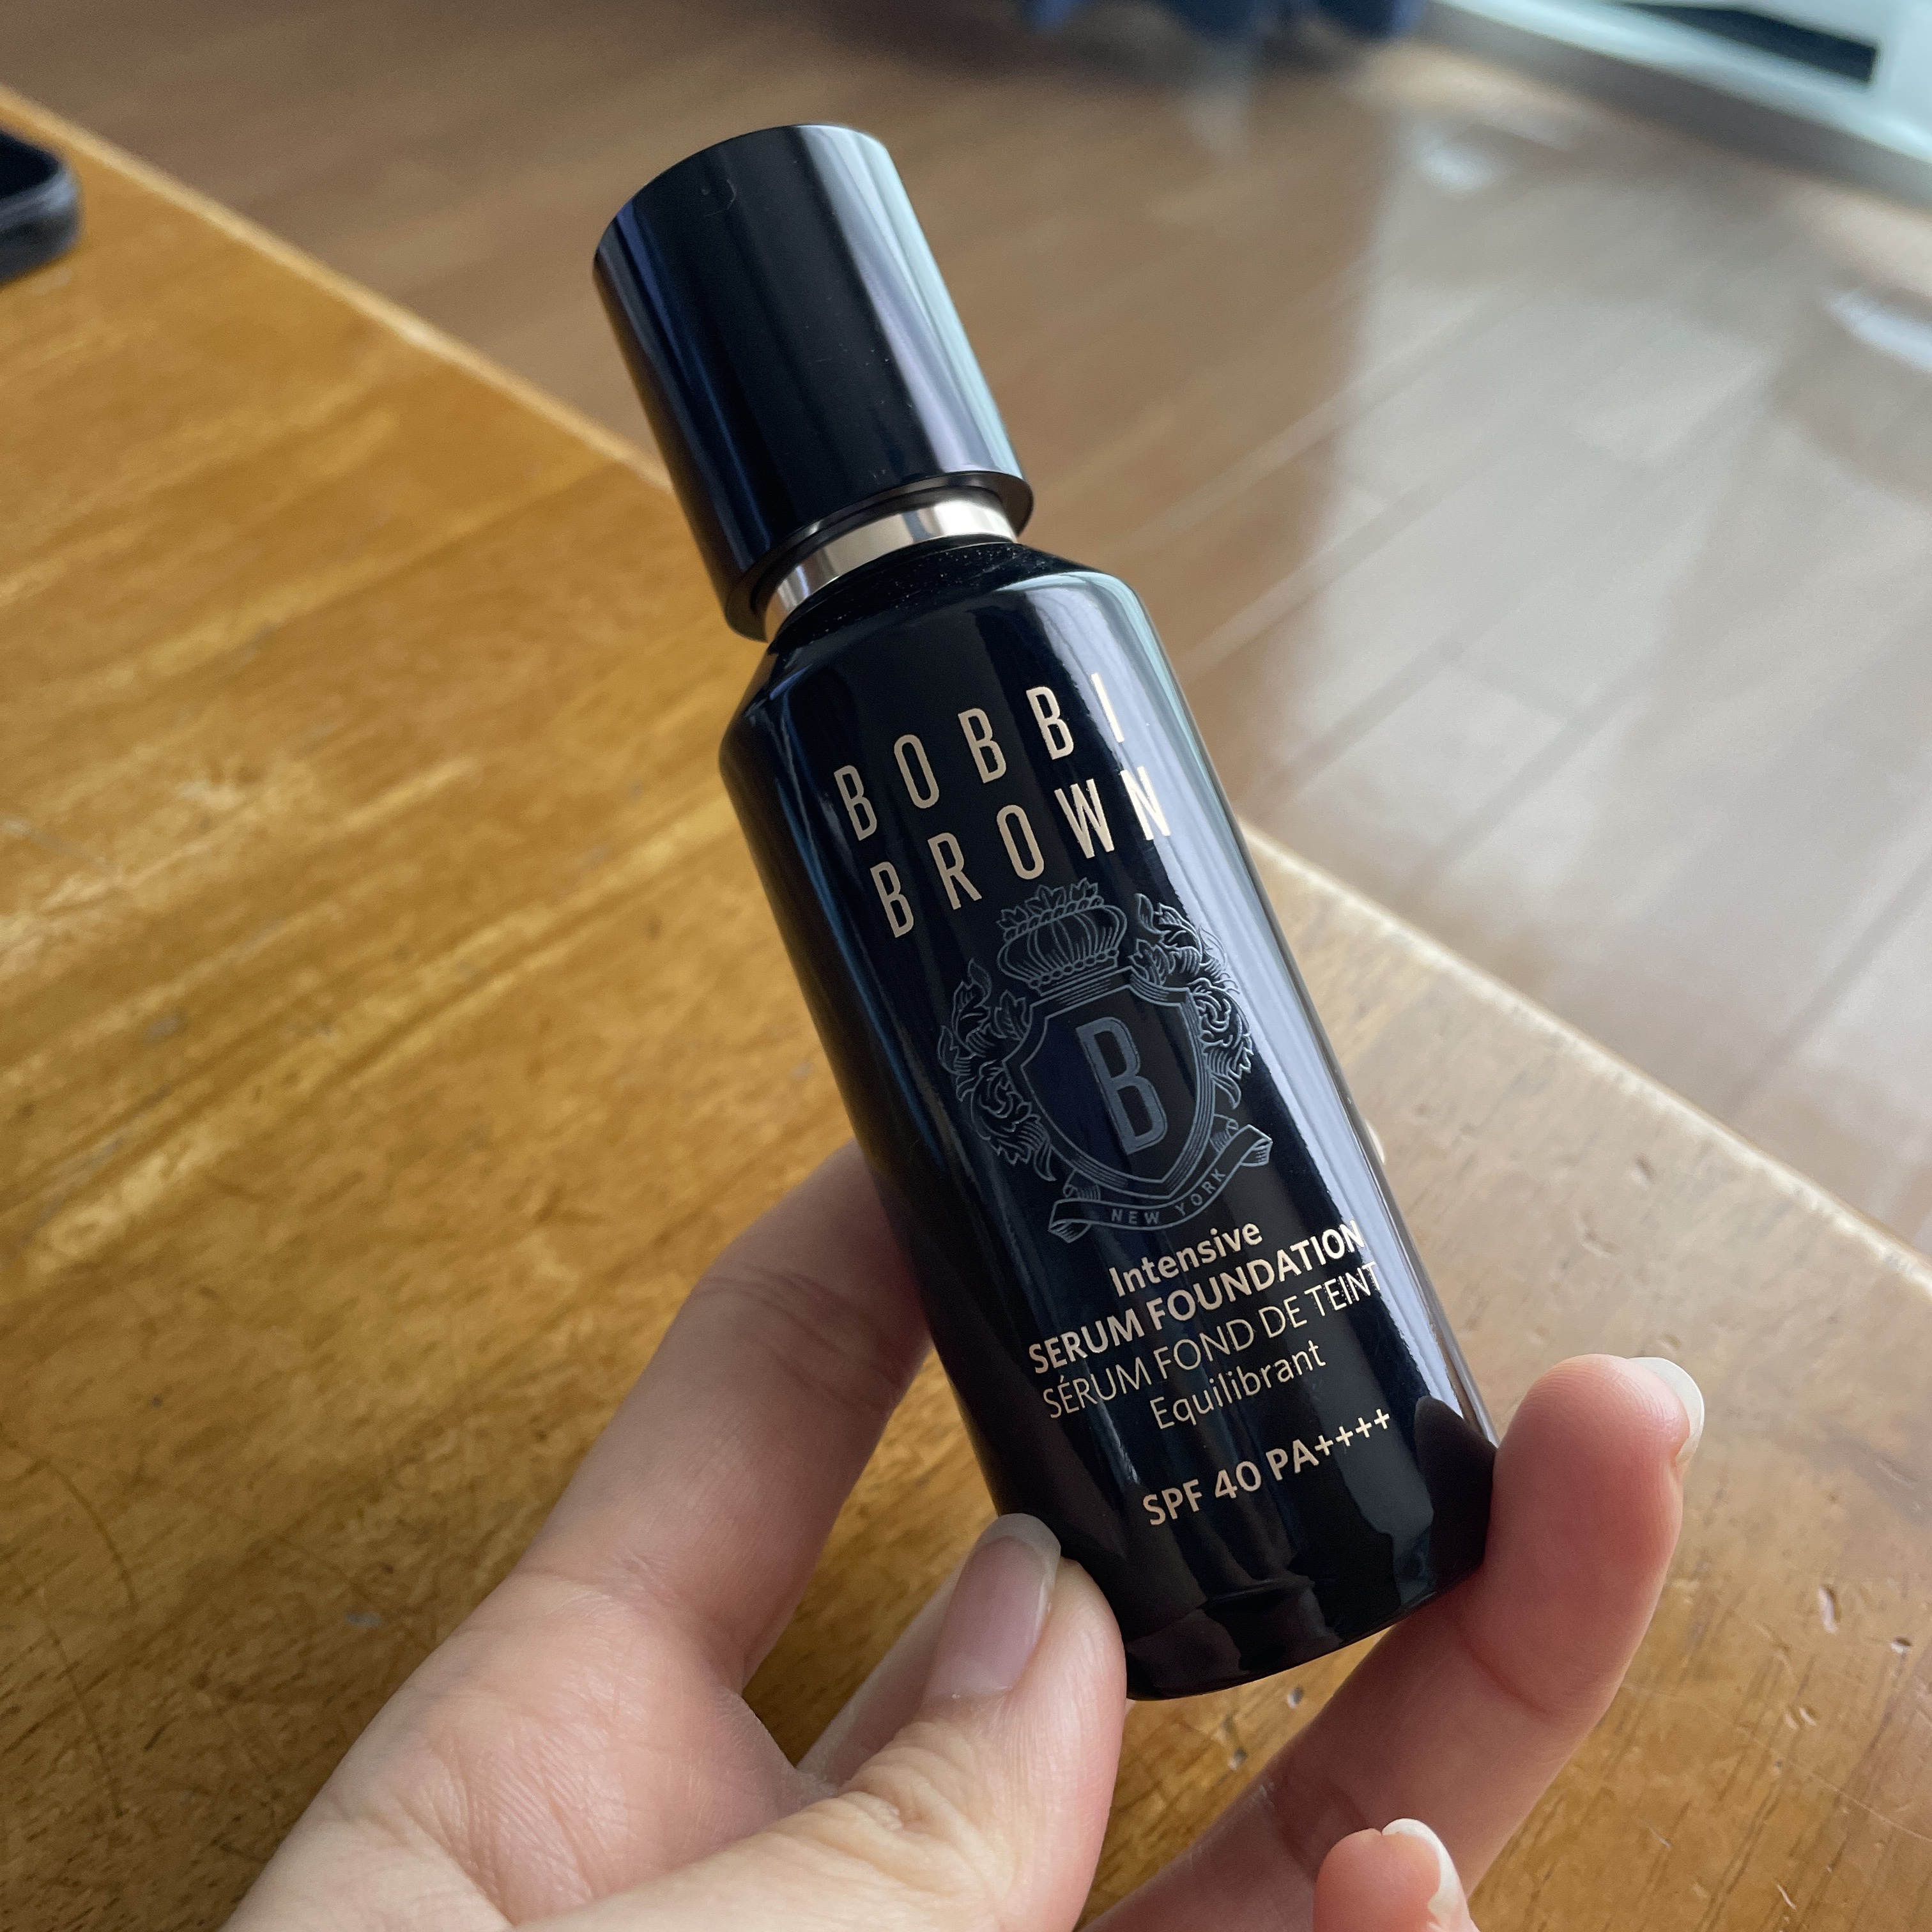 BOBBI
BROWN
B
NEW YORK
Intensive
SERUM FOUNDATION
SÉRUM FOND DE TEINT
Equilibrant
SPF 40 PA++++